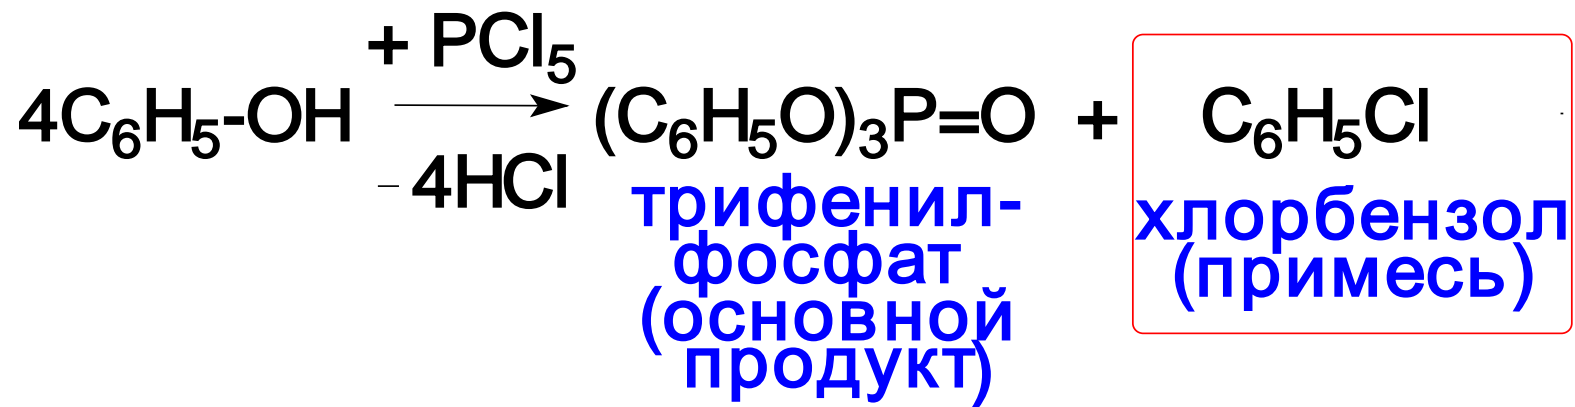 + PCl₅
4C₆H₅-OH (C₆H₅O)₃P=O + C₆H₅Cl
– 4HCl
трифенил- хлорбензол
фосфат (примесь)
(основной
продукт)